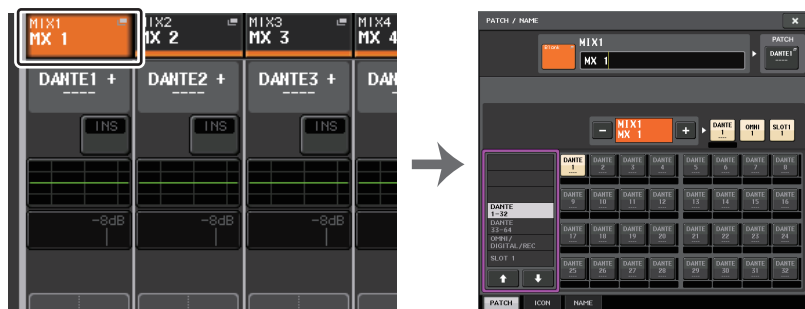 MIX1 MIX2 MIX3 MIX4
MX 1 MX 2 MX 3 MX 4
DANTE1 + DANTE2 + DANTE3 + DAN
---- ---- ----
INS INS INS
-8dB -8dB -8dB
PATCH / NAME
Blank MIX1 PATCH
MX 1 DANTE1
----
MIX1
MX 1
− + DANTE 1 OMNI 1 SLOT1 1
DANTE 1-32
DANTE 33-64
OMNI/
DIGITAL/REC
SLOT 1
DANTE 1 DANTE 2 DANTE 3 DANTE 4 DANTE 5 DANTE 6 DANTE 7 DANTE 8
DANTE 9 DANTE 10 DANTE 11 DANTE 12 DANTE 13 DANTE 14 DANTE 15 DANTE 16
DANTE 17 DANTE 18 DANTE 19 DANTE 20 DANTE 21 DANTE 22 DANTE 23 DANTE 24
DANTE 25 DANTE 26 DANTE 27 DANTE 28 DANTE 29 DANTE 30 DANTE 31 DANTE 32
PATCH ICON NAME